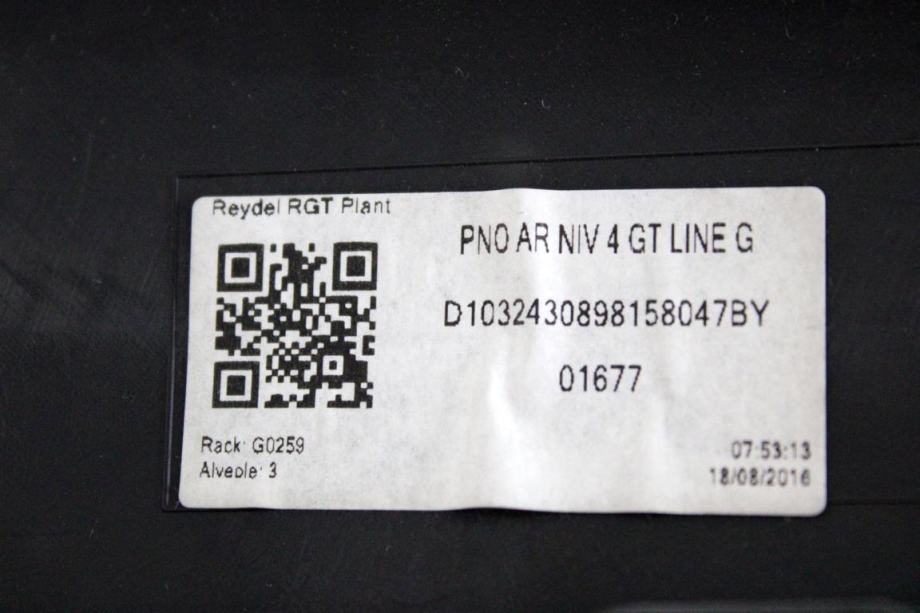 Reydel RGT Plant
PNO AR NIV 4 GT LINE G
D1032430898158047BY
01677
Rack: G0259
Alveole: 3
07:53:13
18/08/2016